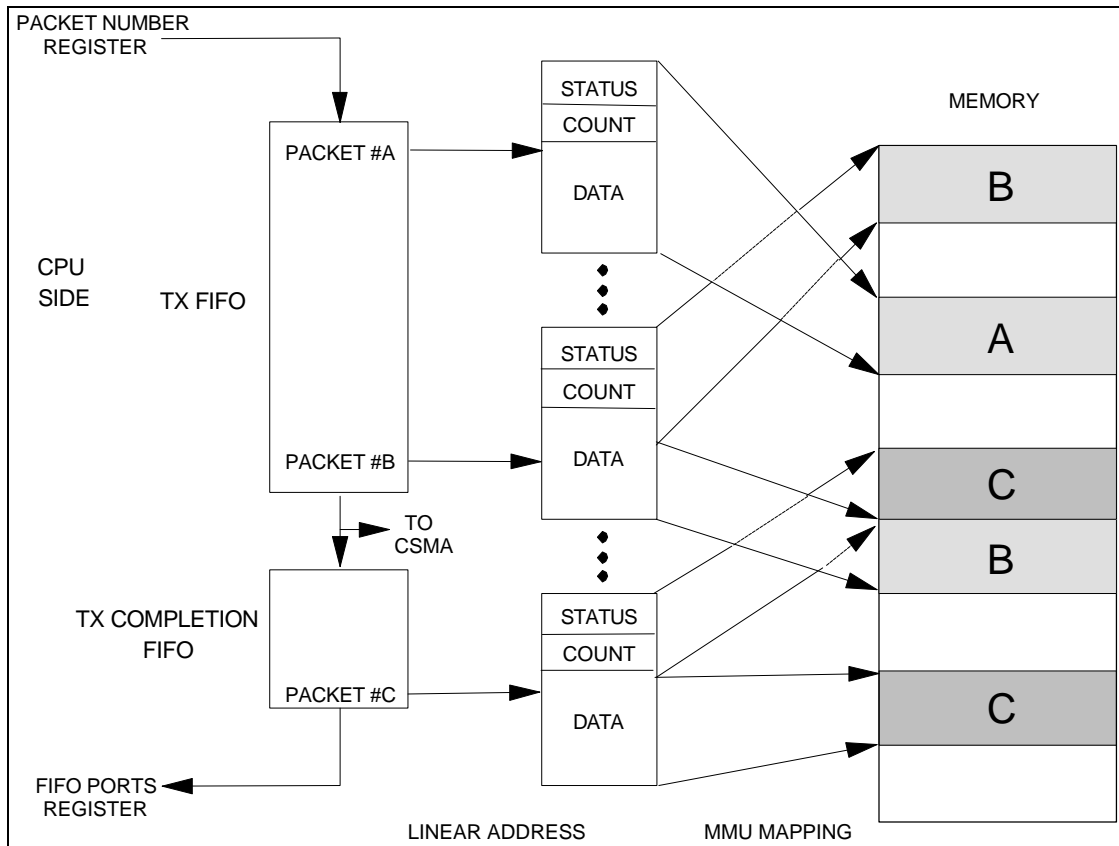 PACKET NUMBER
REGISTER
CPU
SIDE
TX FIFO
PACKET #A
PACKET #B
TO
CSMA
TX COMPLETION
FIFO
PACKET #C
FIFO PORTS
REGISTER
STATUS
COUNT
DATA
STATUS
COUNT
DATA
STATUS
COUNT
DATA
LINEAR ADDRESS
MMU MAPPING
MEMORY
B
A
C
B
C